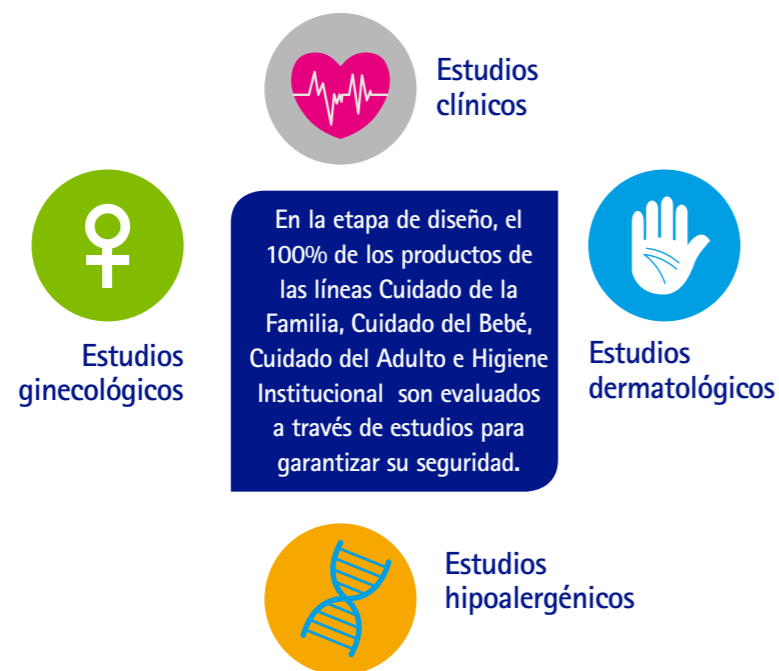 Estudios
clínicos
Estudios
ginecológicos
En la etapa de diseño, el
100% de los productos de
las líneas Cuidado de la
Familia, Cuidado del Bebé,
Cuidado del Adulto e Higiene
Institucional son evaluados
a través de estudios para
garantizar su seguridad.
Estudios
dermatológicos
Estudios
hipoalergénicos